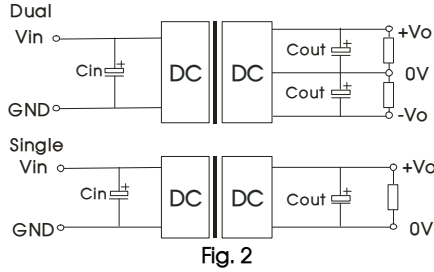 Dual
Vin
+Vo
Cout
+
Cin
+
DC
DC
0V
Cout
+
GND
-Vo
Single
Vin
+Vo
Cin
+
DC
DC
Cout
+
GND
0V
Fig. 2